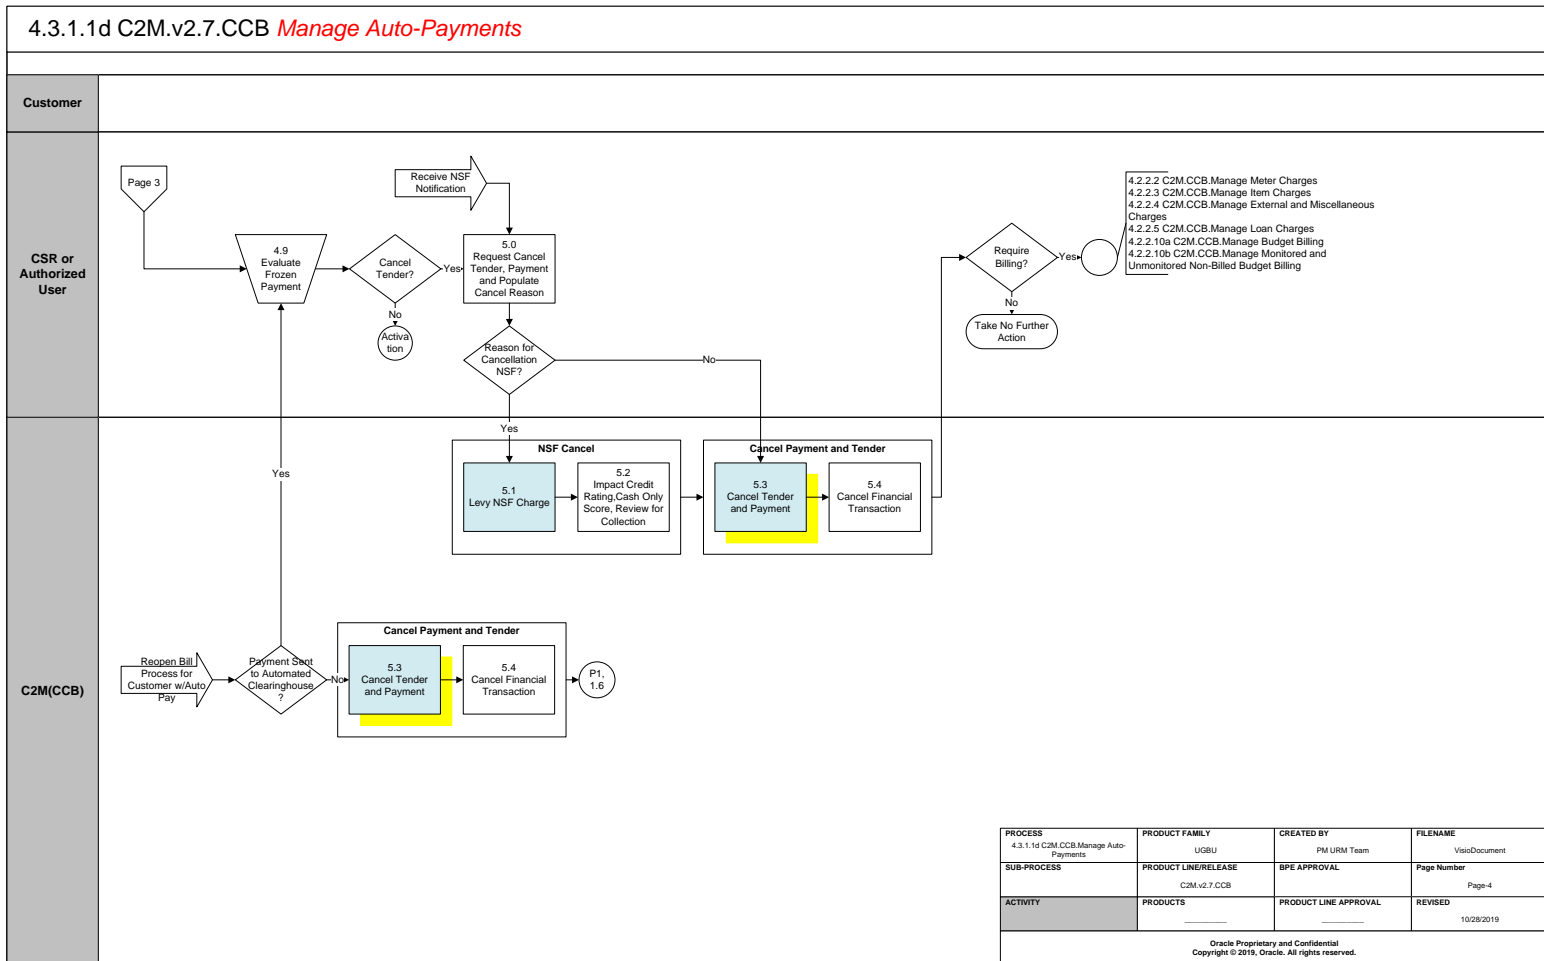 4.3.1.1d C2M.v2.7.CCB Manage Auto-Payments
Customer
CSR or
Authorized
User
Page 3
4.9
Evaluate
Frozen
Payment
Cancel
Tender?
Yes
No
Activa
tion
Receive NSF
Notification
5.0
Request Cancel
Tender, Payment
and Populate
Cancel Reason
Reason for
Cancellation
NSF?
No
Yes
Require
Billing?
Yes
No
Take No Further
Action
4.2.2.2 C2M.CCB.Manage Meter Charges
4.2.2.3 C2M.CCB.Manage Item Charges
4.2.2.4 C2M.CCB.Manage External and Miscellaneous
Charges
4.2.2.5 C2M.CCB.Manage Loan Charges
4.2.2.10a C2M.CCB.Manage Budget Billing
4.2.2.10b C2M.CCB.Manage Monitored and
Unmonitored Non-Billed Budget Billing
C2M(CCB)
NSF Cancel
5.1
Levy NSF Charge
5.2
Impact Credit
Rating,Cash Only
Score, Review for
Collection
Cancel Payment and Tender
5.3
Cancel Tender
and Payment
5.4
Cancel Financial
Transaction
Yes
Reopen Bill
Process for
Customer w/Auto
Pay
Payment Sent
to Automated
Clearinghouse
?
No
Cancel Payment and Tender
5.3
Cancel Tender
and Payment
5.4
Cancel Financial
Transaction
P1,
1.6
PROCESS
4.3.1.1d C2M.CCB.Manage Auto-
Payments
PRODUCT FAMILY
UGBU
CREATED BY
PM URM Team
FILENAME
VisioDocument
SUB-PROCESS
PRODUCT LINE/RELEASE
C2M.v2.7.CCB
BPE APPROVAL
Page Number
Page-4
ACTIVITY
PRODUCTS
PRODUCT LINE APPROVAL
REVISED
10/28/2019
Oracle Proprietary and Confidential
Copyright © 2019, Oracle. All rights reserved.